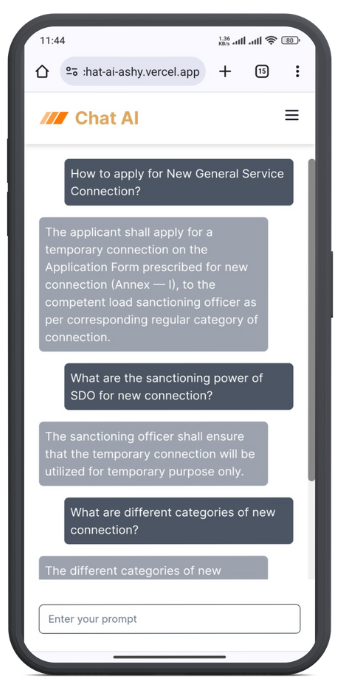 11:44
1.36
KB/s
80
:hat-ai-ashy.vercel.app
15
Chat AI
How to apply for New General Service
Connection?
The applicant shall apply for a
temporary connection on the
Application Form prescribed for new
connection (Annex — I), to the
competent load sanctioning officer as
per corresponding regular category of
connection.
What are the sanctioning power of
SDO for new connection?
The sanctioning officer shall ensure
that the temporary connection will be
utilized for temporary purpose only.
What are different categories of new
connection?
The different categories of new
Enter your prompt